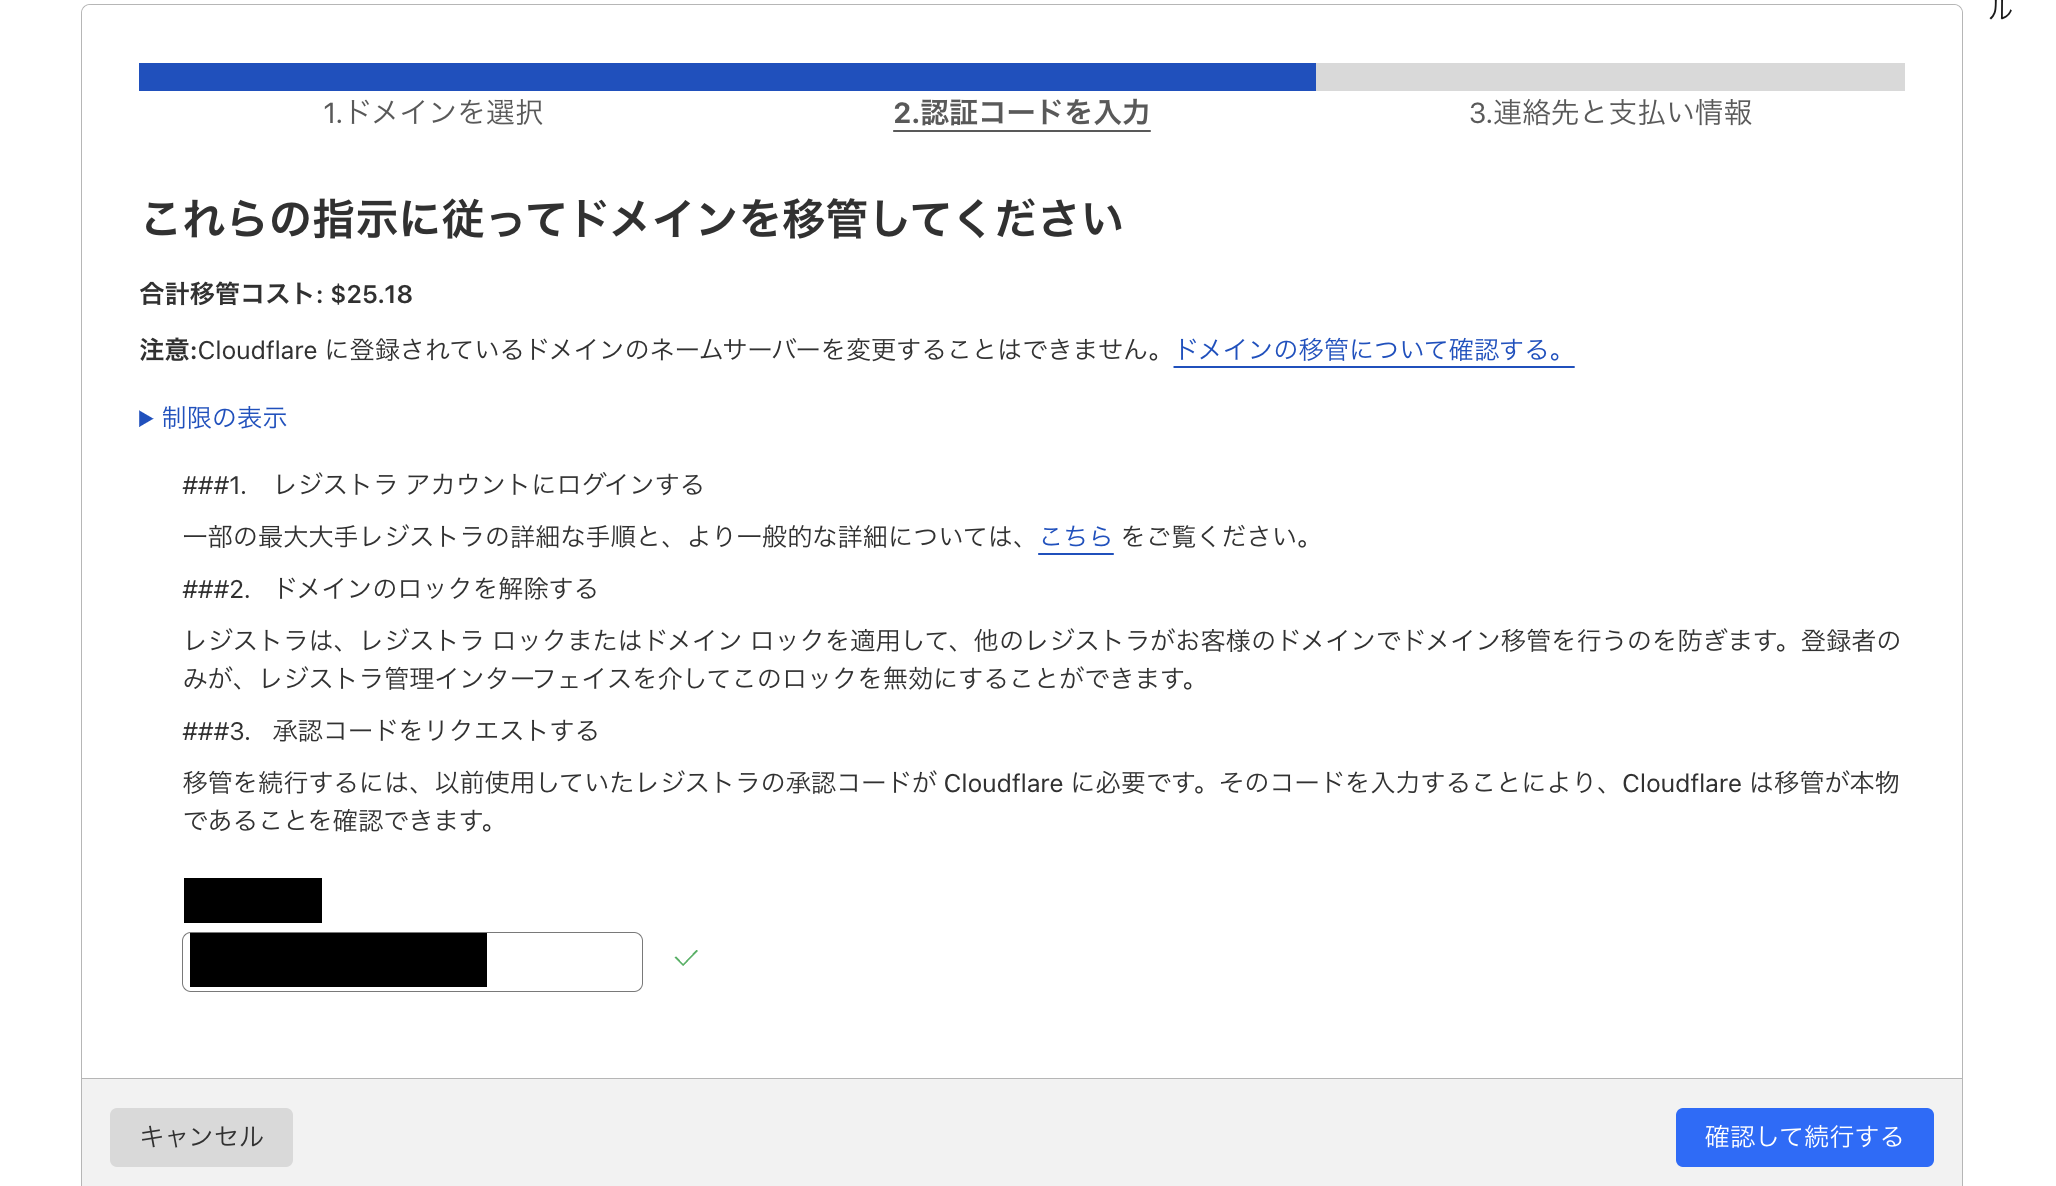 ル
1.ドメインを選択
2.認証コードを入力
3.連絡先と支払い情報
これらの指示に従ってドメインを移管してください
合計移管コスト: $25.18
注意:Cloudflare に登録されているドメインのネームサーバーを変更することはできません。ドメインの移管について確認する。
▶ 制限の表示
###1. レジストラ アカウントにログインする
一部の最大大手レジストラの詳細な手順と、より一般的な詳細については、こちら をご覧ください。
###2. ドメインのロックを解除する
レジストラは、レジストラ ロックまたはドメイン ロックを適用して、他のレジストラがお客様のドメインでドメイン移管を行うのを防ぎます。登録者の
みが、レジストラ管理インターフェイスを介してこのロックを無効にすることができます。
###3. 承認コードをリクエストする
移管を続行するには、以前使用していたレジストラの承認コードが Cloudflare に必要です。そのコードを入力することにより、Cloudflare は移管が本物
であることを確認できます。
キャンセル
確認して続行する